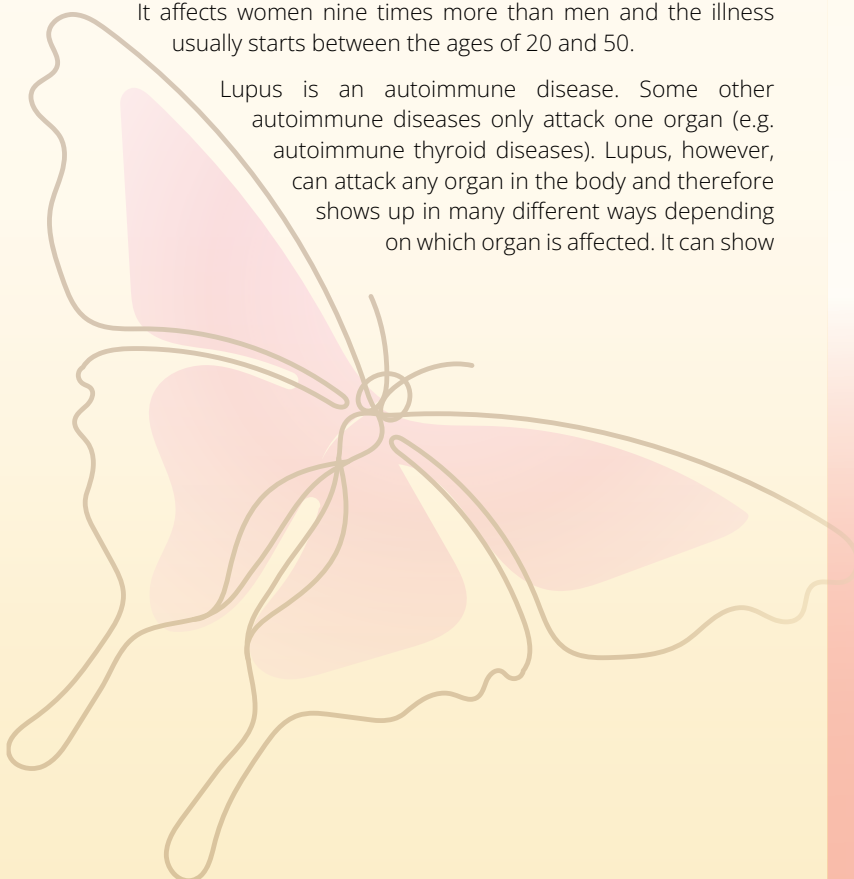 It affects women nine times more than men and the illness
usually starts between the ages of 20 and 50.
Lupus is an autoimmune disease. Some other
autoimmune diseases only attack one organ (e.g.
autoimmune thyroid diseases). Lupus, however,
can attack any organ in the body and therefore
shows up in many different ways depending
on which organ is affected. It can show